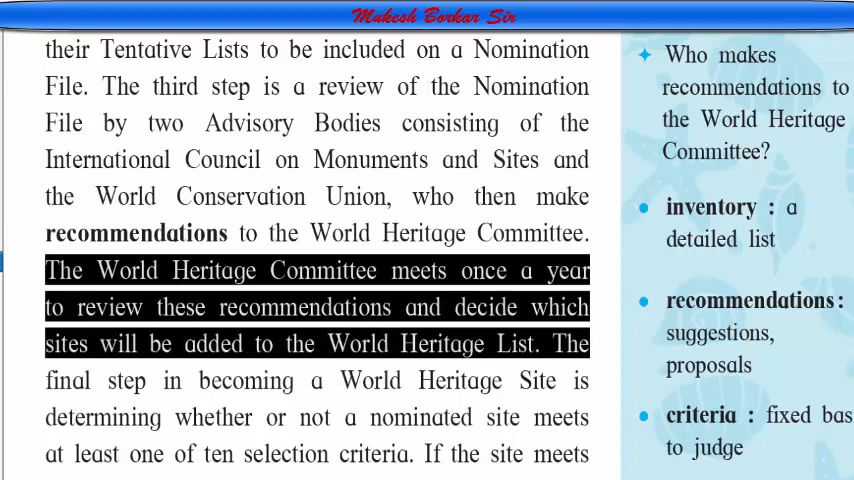 Mukesh Borkar Sir
their Tentative Lists to be included on a Nomination
File. The third step is a review of the Nomination
File by two Advisory Bodies consisting of the
International Council on Monuments and Sites and
the World Conservation Union, who then make
recommendations to the World Heritage Committee.
The World Heritage Committee meets once a year
to review these recommendations and decide which
sites will be added to the World Heritage List. The
final step in becoming a World Heritage Site is
determining whether or not a nominated site meets
at least one of ten selection criteria. If the site meets
Who makes
recommendations to
the World Heritage
Committee?
inventory : a
detailed list
recommendations :
suggestions,
proposals
criteria : fixed bas
to judge